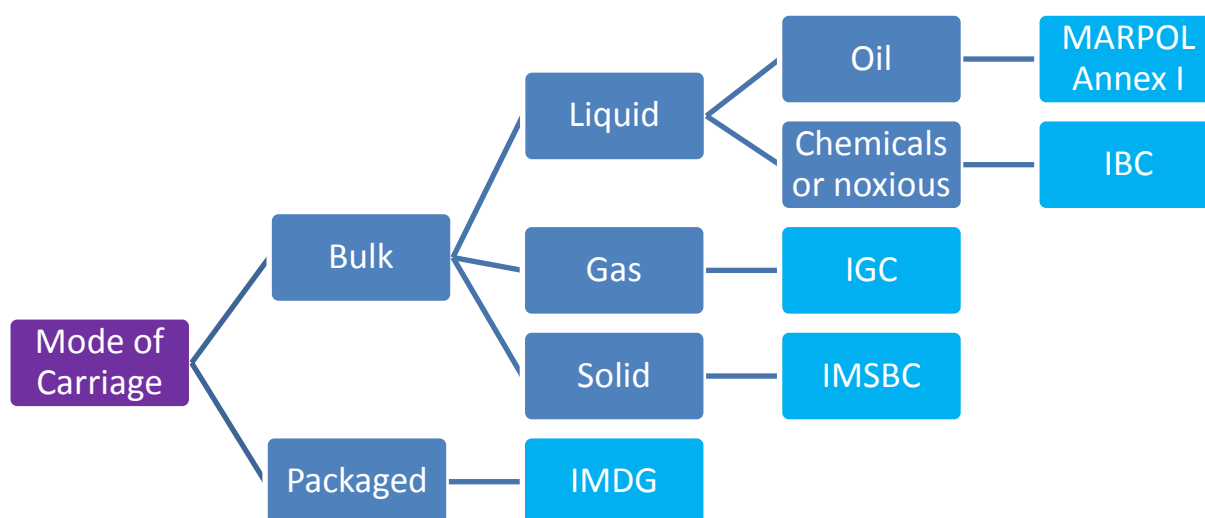 Oil
MARPOL
Annex I
Liquid
Chemicals
or noxious
IBC
Bulk
Gas
IGC
Mode of
Carriage
Solid
IMSBC
Packaged
IMDG